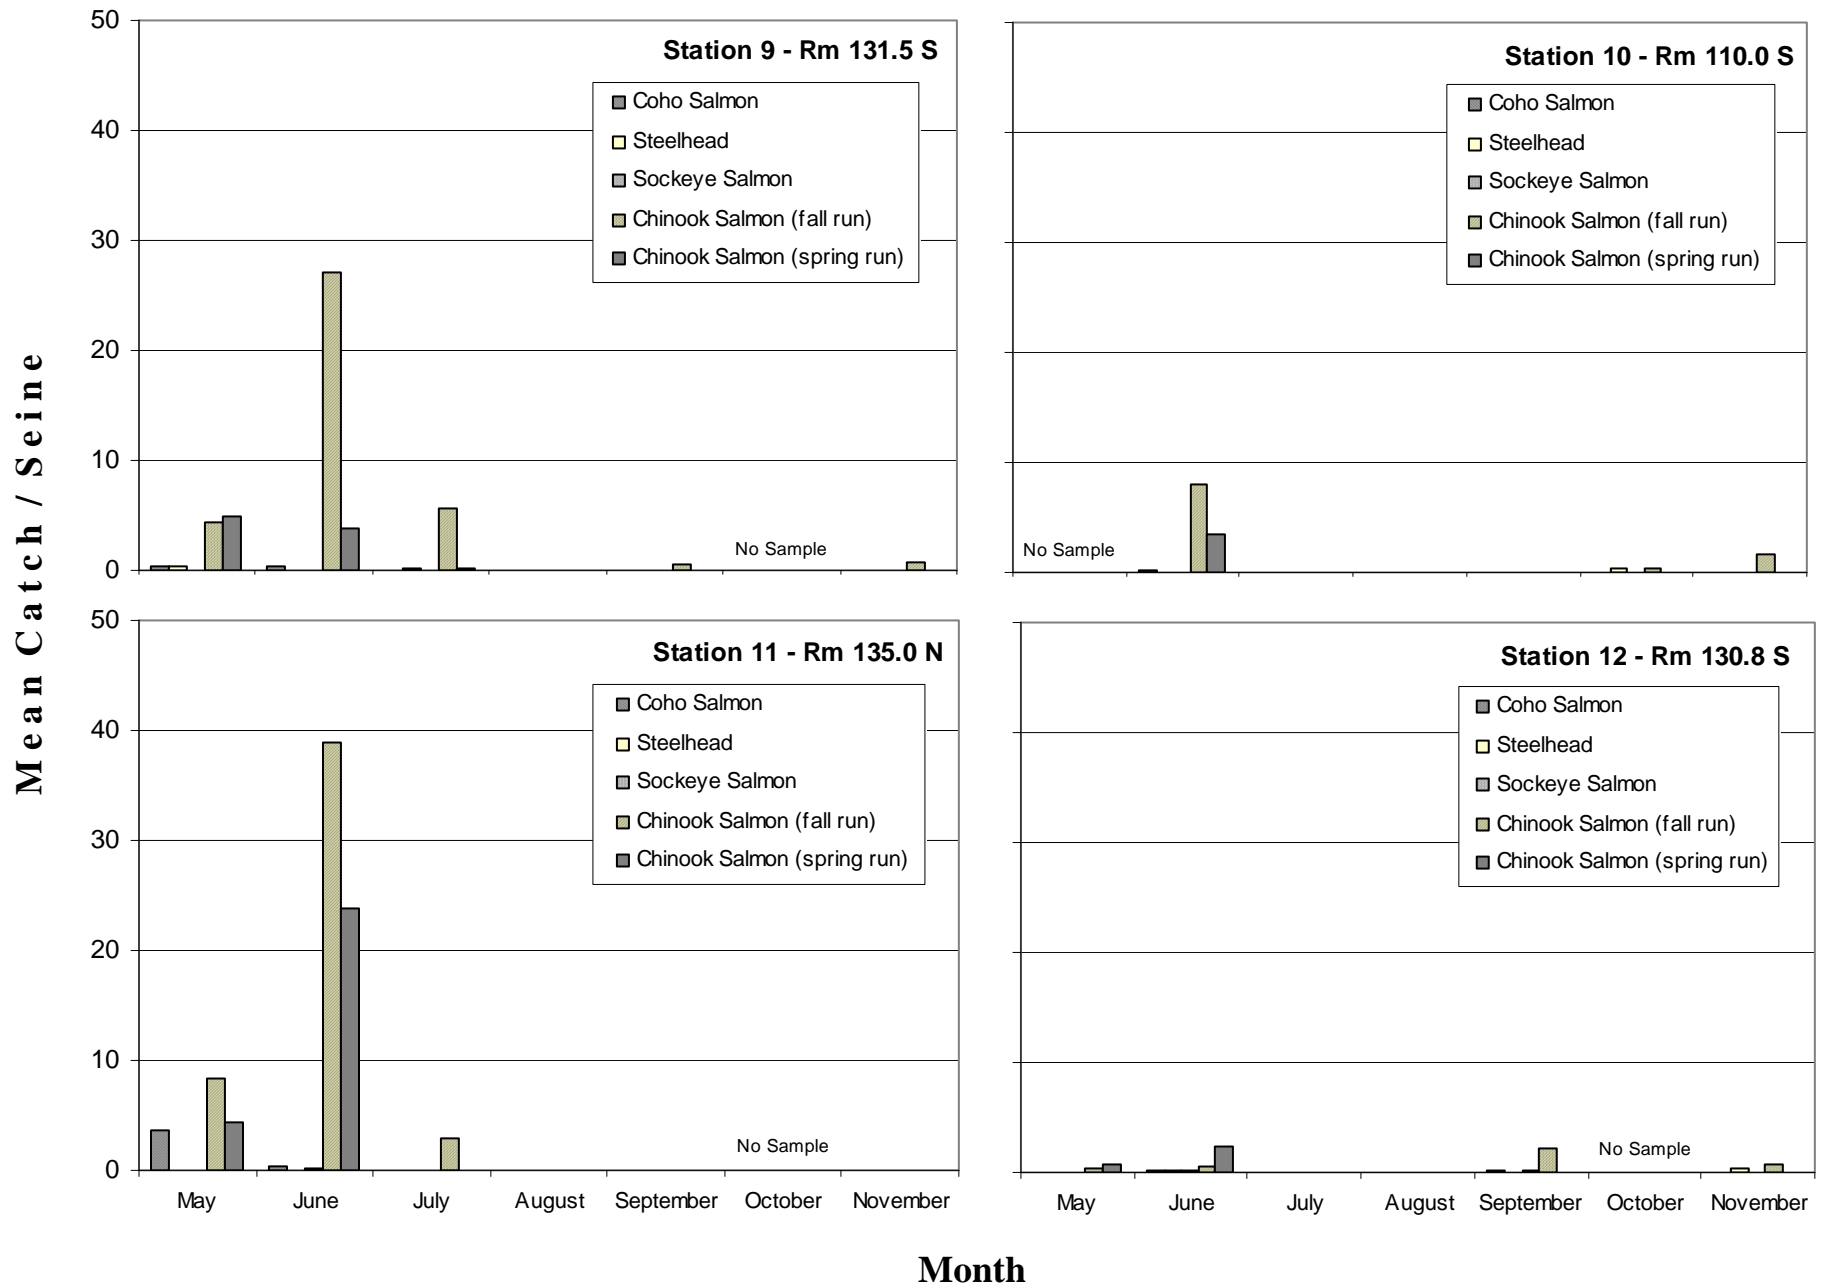 Mean Catch / Seine
50
40
30
20
10
0
Station 9 - Rm 131.5 S
Coho Salmon
Steelhead
Sockeye Salmon
Chinook Salmon (fall run)
Chinook Salmon (spring run)
No Sample
Station 10 - Rm 110.0 S
Coho Salmon
Steelhead
Sockeye Salmon
Chinook Salmon (fall run)
Chinook Salmon (spring run)
No Sample
50
40
30
20
10
0
Station 11 - Rm 135.0 N
Coho Salmon
Steelhead
Sockeye Salmon
Chinook Salmon (fall run)
Chinook Salmon (spring run)
No Sample
May June July August September October November
Station 12 - Rm 130.8 S
Coho Salmon
Steelhead
Sockeye Salmon
Chinook Salmon (fall run)
Chinook Salmon (spring run)
No Sample
May June July August September October November
Month